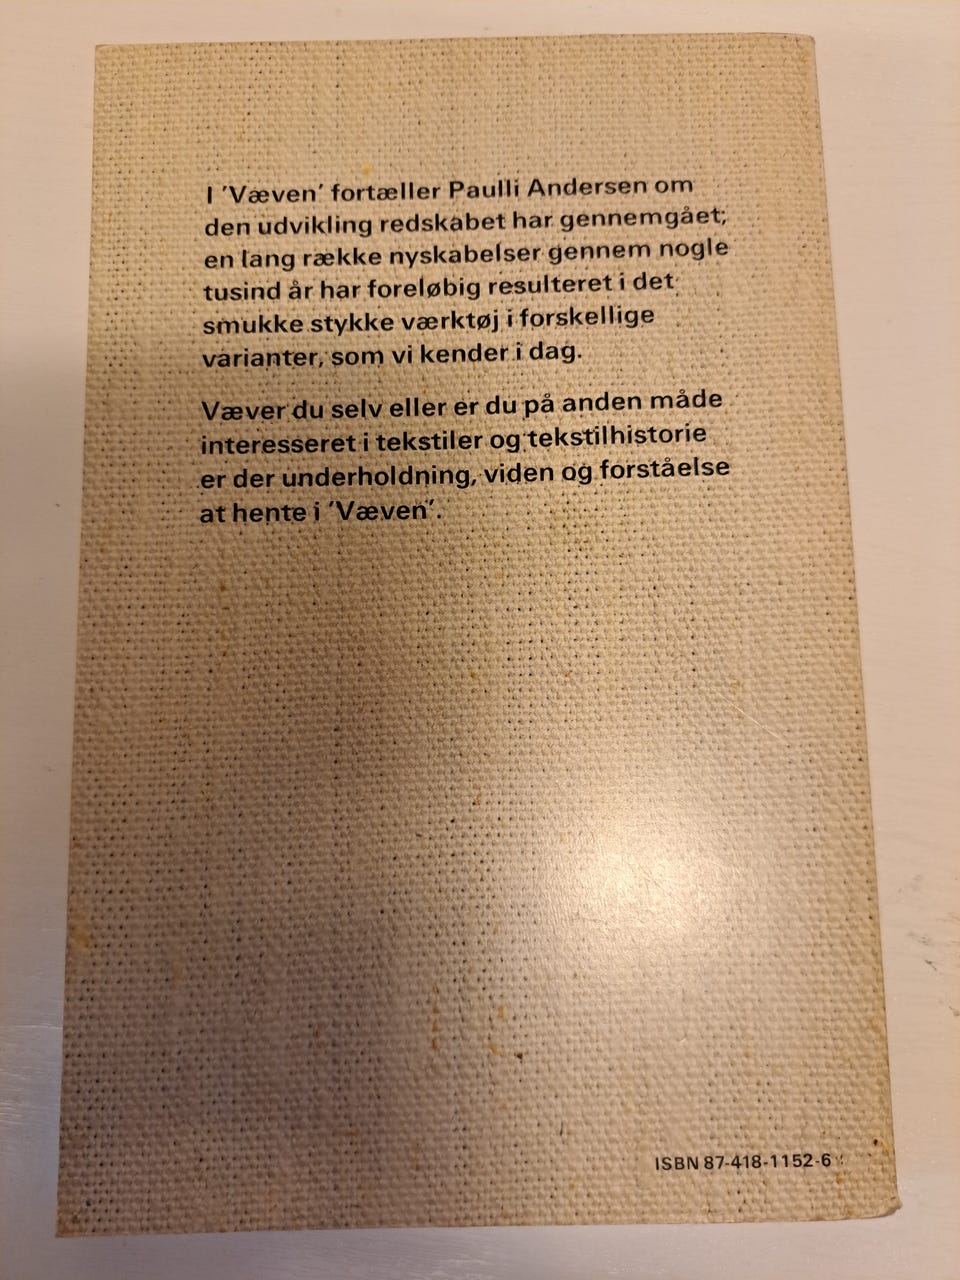 I 'Væven' fortæller Paulli Andersen om
den udvikling redskabet har gennemgået;
en lang række nyskabelser gennem nogle
tusind år har foreløbig resulteret i det
smukke stykke værktøj i forskellige
varianter, som vi kender i dag.
Væver du selv eller er du på anden måde
interesseret i tekstiler og tekstilhistorie
er der underholdning, viden og forståelse
at hente i 'Væven'.
ISBN 87-418-1152-6